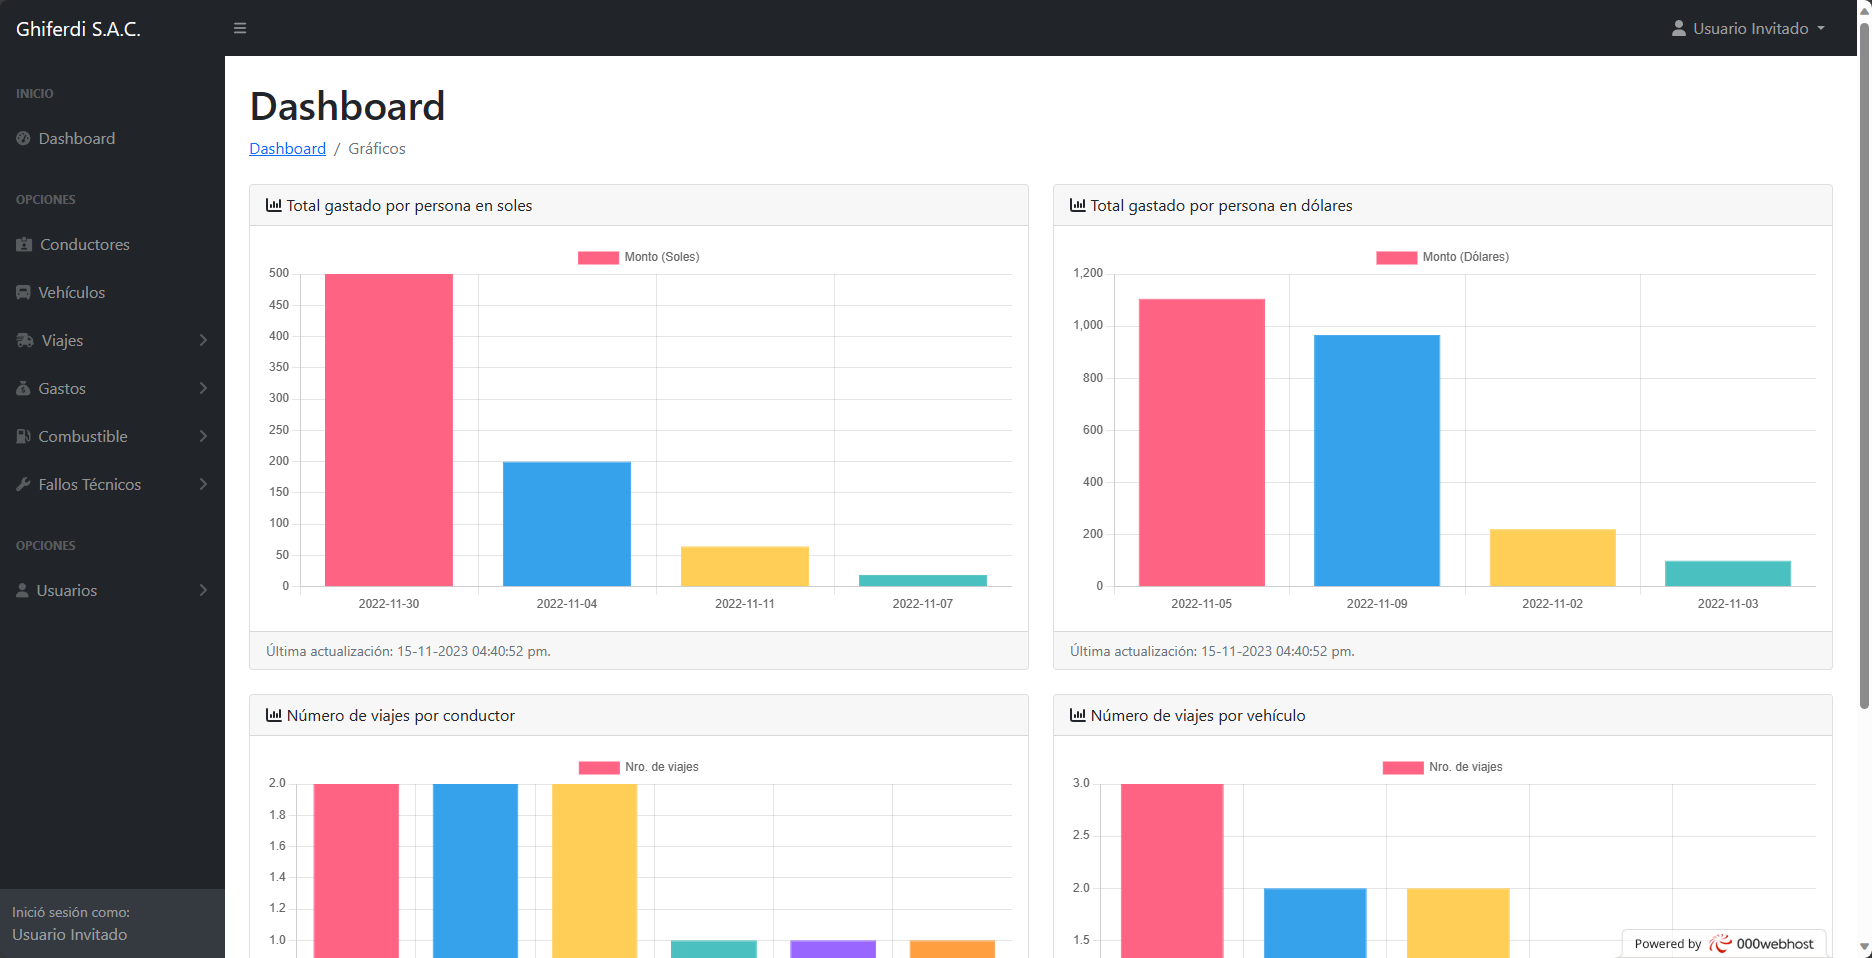 Ghiferdi S.A.C.
Usuario Invitado
INICIO
Dashboard
OPCIONES
Conductores
Vehículos
Viajes
Gastos
Combustible
Fallos Técnicos
OPCIONES
Usuarios
Inició sesión como:
Usuario Invitado
Dashboard
Dashboard / Gráficos
Total gastado por persona en soles
Monto (Soles)
500
450
400
350
300
250
200
150
100
50
0
2022-11-30 2022-11-04 2022-11-11 2022-11-07
Última actualización: 15-11-2023 04:40:52 pm.
Total gastado por persona en dólares
Monto (Dólares)
1,200
1,000
800
600
400
200
0
2022-11-05 2022-11-09 2022-11-02 2022-11-03
Última actualización: 15-11-2023 04:40:52 pm.
Número de viajes por conductor
Nro. de viajes
2.0
1.8
1.6
1.4
1.2
1.0
Número de viajes por vehículo
Nro. de viajes
3.0
2.5
2.0
1.5
Powered by 000webhost